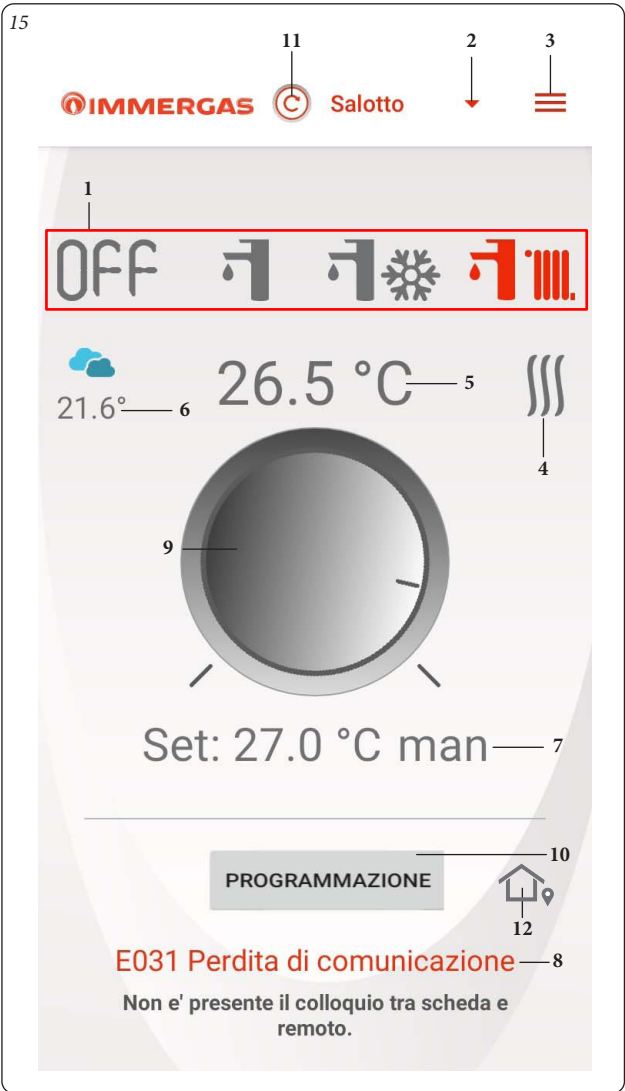 15
11 2 3
IMMERGAS C Salotto
1
OFF
26.5 °C 5
21.6° 6
4
9
Set: 27.0 °C man 7
10
PROGRAMMAZIONE
12
E031 Perdita di comunicazione 8
Non e' presente il colloquio tra scheda e
remoto.